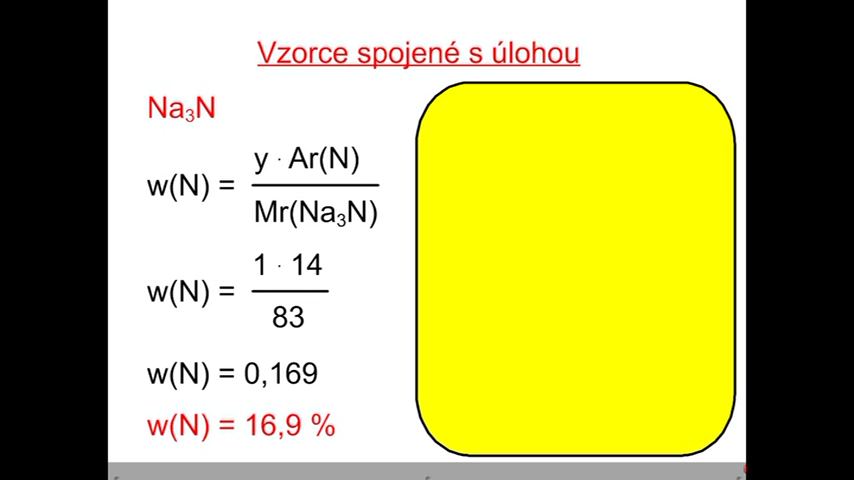 Vzorce spojené s úlohou
Na₃N
w(N) = y · Ar(N) / Mr(Na₃N)
w(N) = 1 · 14 / 83
w(N) = 0,169
w(N) = 16,9 %